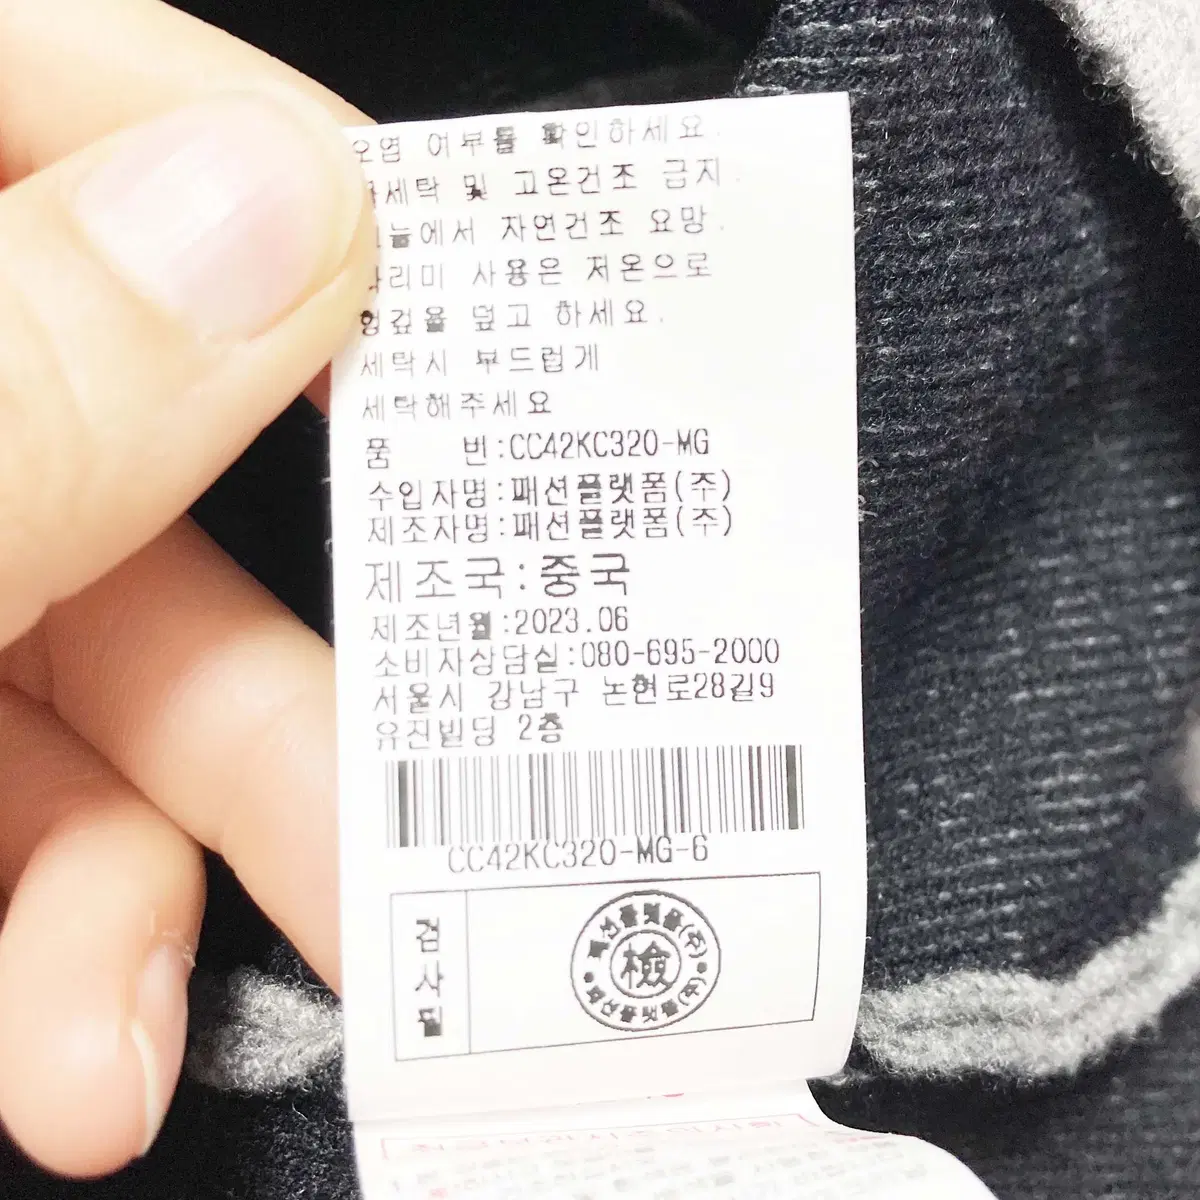 오염 여부를 확인하세요.
세탁 및 고온건조 금지.
에서 자연건조 요망.
사용은 저온으로
헝겊을 덮고 하세요.
세탁시 부드럽게
세탁해주세요
품 번:CC42KC320-MG
수입자명:패션플랫폼(주)
제조자명:패션플랫폼(주)
제조국:중국
제조년월:2023.06
소비자상담실:080-695-2000
서울시 강남구 논현로28길9
유진빌딩 2층
CC42KC320-MG-6
검사필
패션플랫폼(주)
檢
패션플랫폼(주)